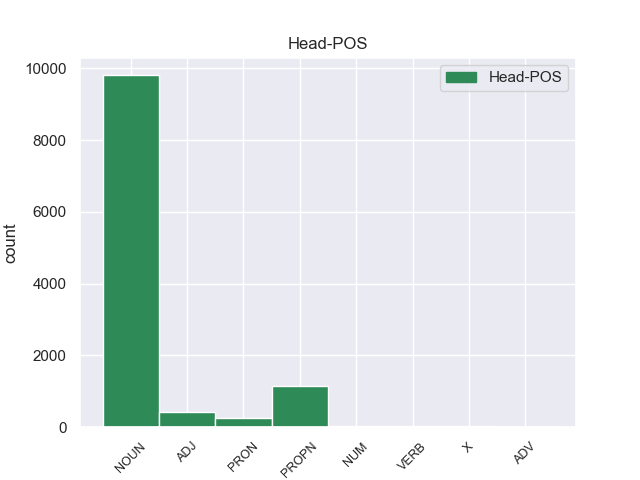 Head-POS
Head-POS
10000
8000
6000
4000
2000
0
count
NOUN
ADJ
PRON
PROPN
NUM
VERB
X
ADV